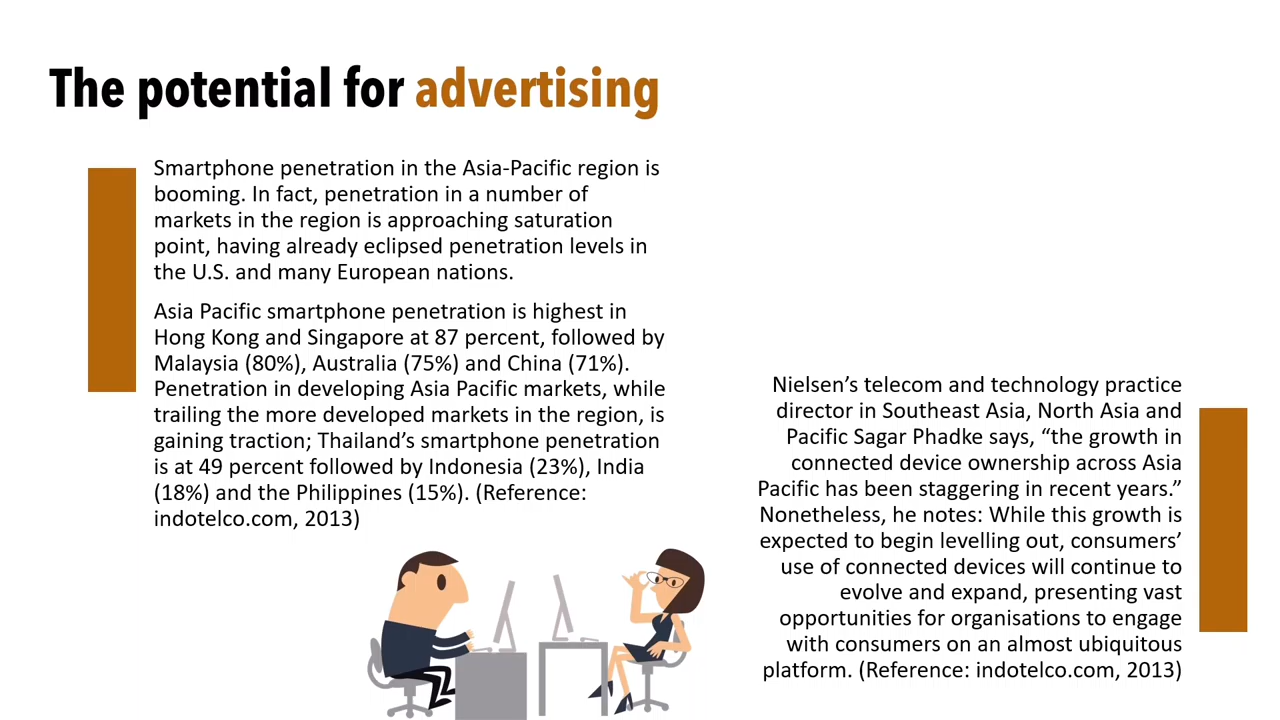 The potential for advertising
Smartphone penetration in the Asia-Pacific region is
booming. In fact, penetration in a number of
markets in the region is approaching saturation
point, having already eclipsed penetration levels in
the U.S. and many European nations.
Asia Pacific smartphone penetration is highest in
Hong Kong and Singapore at 87 percent, followed by
Malaysia (80%), Australia (75%) and China (71%).
Penetration in developing Asia Pacific markets, while
trailing the more developed markets in the region, is
gaining traction; Thailand’s smartphone penetration
is at 49 percent followed by Indonesia (23%), India
(18%) and the Philippines (15%). (Reference:
indotelco.com, 2013)
Nielsen’s telecom and technology practice
director in Southeast Asia, North Asia and
Pacific Sagar Phadke says, “the growth in
connected device ownership across Asia
Pacific has been staggering in recent years.”
Nonetheless, he notes: While this growth is
expected to begin levelling out, consumers’
use of connected devices will continue to
evolve and expand, presenting vast
opportunities for organisations to engage
with consumers on an almost ubiquitous
platform. (Reference: indotelco.com, 2013)